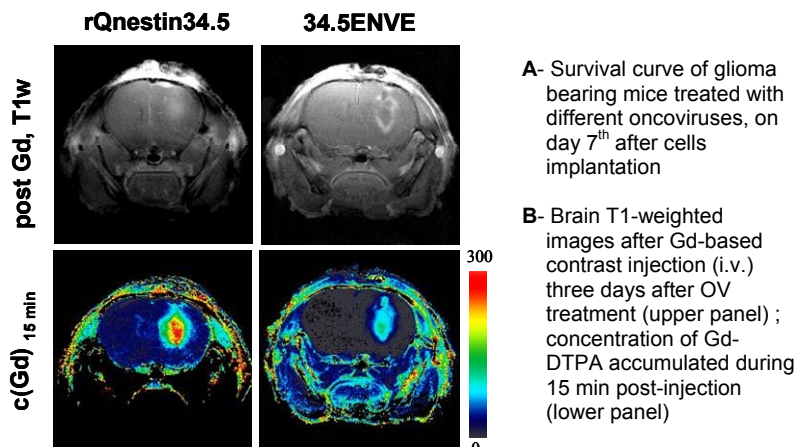 rQnestin34.5 34.5ENVE
post Gd, T1w
c(Gd) 15 min
300
0
A- Survival curve of glioma
bearing mice treated with
different oncoviruses, on
day 7th after cells
implantation
B- Brain T1-weighted
images after Gd-based
contrast injection (i.v.)
three days after OV
treatment (upper panel) ;
concentration of Gd-
DTPA accumulated during
15 min post-injection
(lower panel)